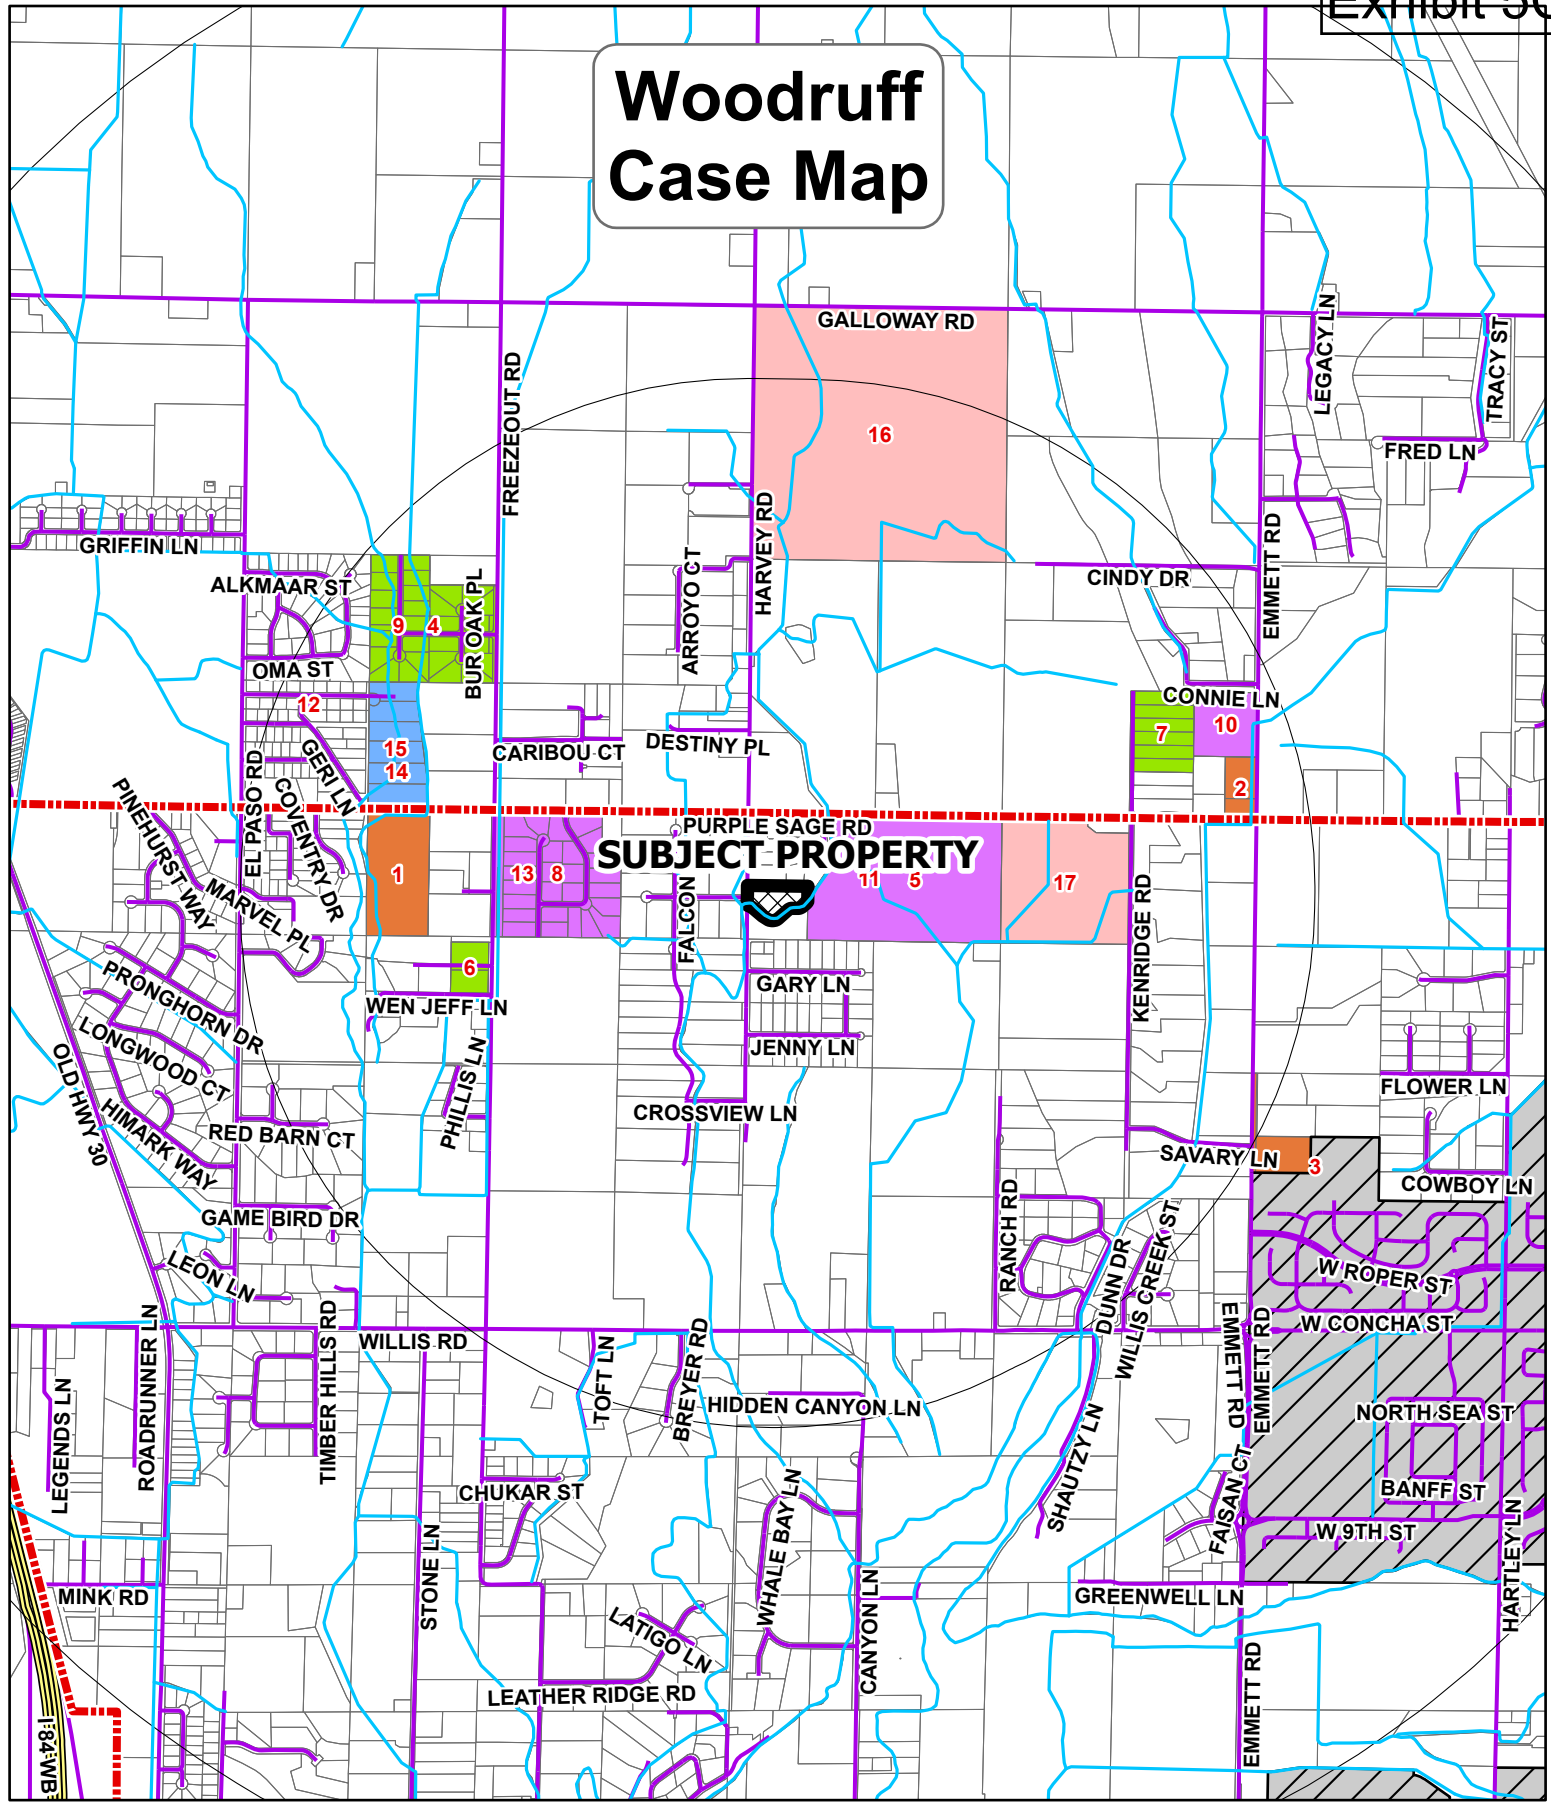 Exhibit 5
Woodruff
Case Map
GALLOWAY RD
LEGACY LN
TRACY ST
FREEZEOUT RD
16
FRED LN
HARVEY RD
EMMETT RD
GRIFFIN LN
ARROYO CT
CINDY DR
ALKMAAR ST
9
4
BUR OAK PL
OMA ST
12
CONNIE LN
7
10
15
14
CARIBOU CT
DESTINY PL
GERI LN
EL PASO RD
COVENTRY DR
PINEHURST WAY
2
PURPLE SAGE RD
SUBJECT PROPERTY
1
13
8
11
5
17
FALCON
KENRIDGE RD
MARVEL PL
6
GARY LN
PRONGHORN DR
WEN JEFF LN
LONGWOOD CT
JENNY LN
OLD HWY 30
PHILLIS LN
FLOWER LN
CROSSVIEW LN
HIMARK WAY
RED BARN CT
SAVARY LN
3
COWBOY LN
GAME BIRD DR
RANCH RD
WILLIS CREEK ST
DUNN DR
LEON LN
W ROPER ST
W CONCHA ST
ROADRUNNER LN
TIMBER HILLS RD
WILLIS RD
TOFT LN
BREYER RD
EMMETT RD
EMMETT RD
LEGENDS LN
HIDDEN CANYON LN
NORTH SEA ST
SHAUTZY LN
FAISAN CT
CHUKAR ST
BANFF ST
WHALE BAY LN
W 9TH ST
STONE LN
HARTLEY LN
MINK RD
GREENWELL LN
CANYON LN
LATIGO LN
LEATHER RIDGE RD
EMMETT RD
I 84 WB